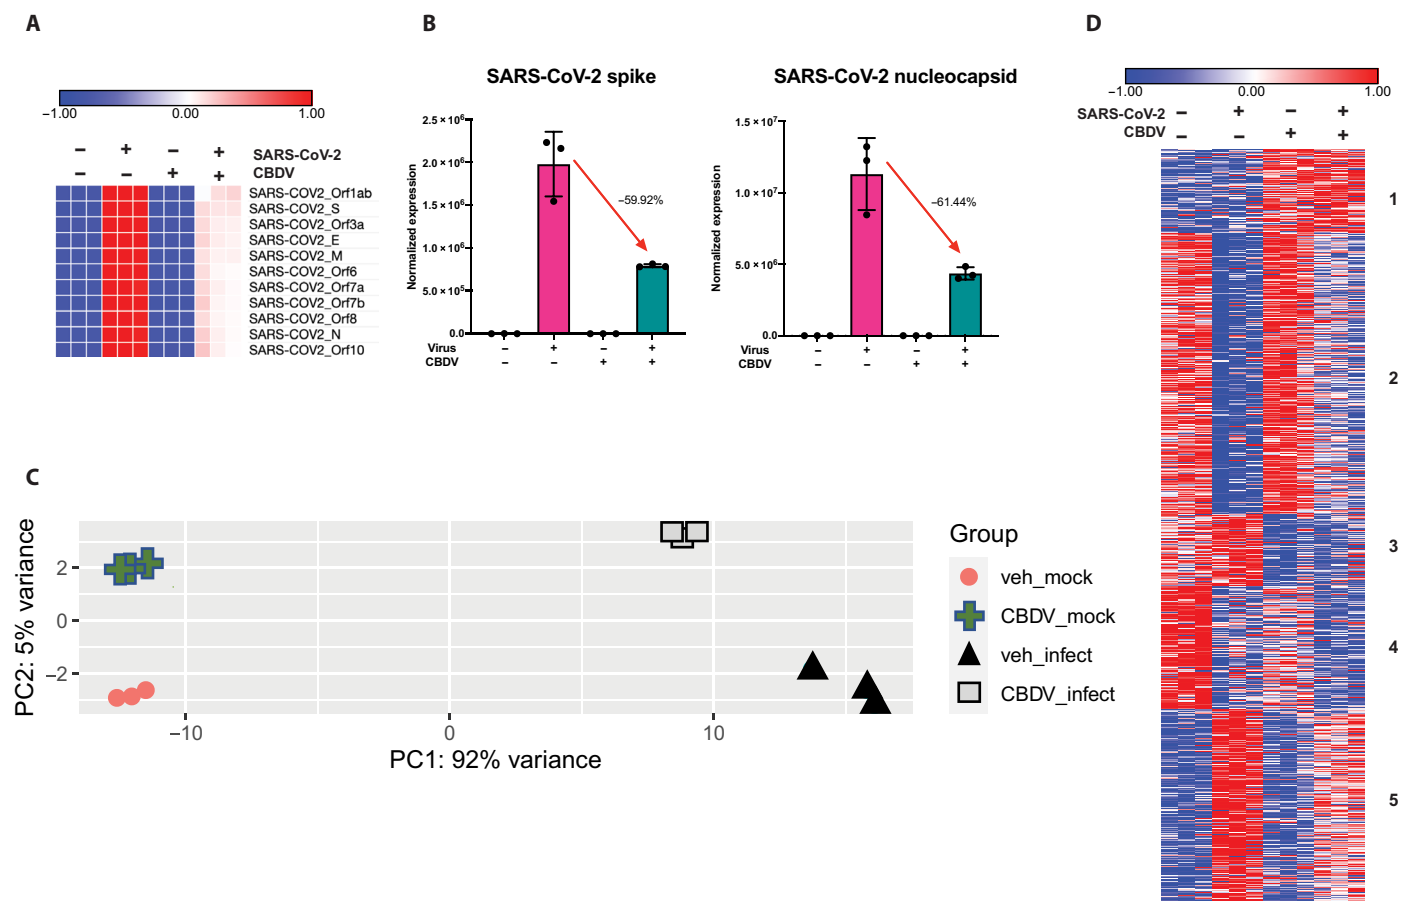 A
−1.00 0.00 1.00
− + − + SARS-CoV-2
− − + + CBDV
SARS-COV2_Orf1ab
SARS-COV2_S
SARS-COV2_Orf3a
SARS-COV2_E
SARS-COV2_M
SARS-COV2_Orf6
SARS-COV2_Orf7a
SARS-COV2_Orf7b
SARS-COV2_Orf8
SARS-COV2_N
SARS-COV2_Orf10
B
SARS-CoV-2 spike
Normalized expression
2.5 × 10⁶
2.0 × 10⁶
1.5 × 10⁶
1.0 × 10⁶
5.0 × 10⁵
0.0
−59.92%
Virus − + − +
CBDV − − + +
SARS-CoV-2 nucleocapsid
Normalized expression
1.5 × 10⁷
1.0 × 10⁷
5.0 × 10⁶
0.0
−61.44%
Virus − + − +
CBDV − − + +
C
PC2: 5% variance
2
0
−2
−10 0 10
PC1: 92% variance
Group
veh_mock
CBDV_mock
veh_infect
CBDV_infect
D
−1.00 0.00 1.00
SARS-CoV-2 − + − +
CBDV − − + +
1
2
3
4
5